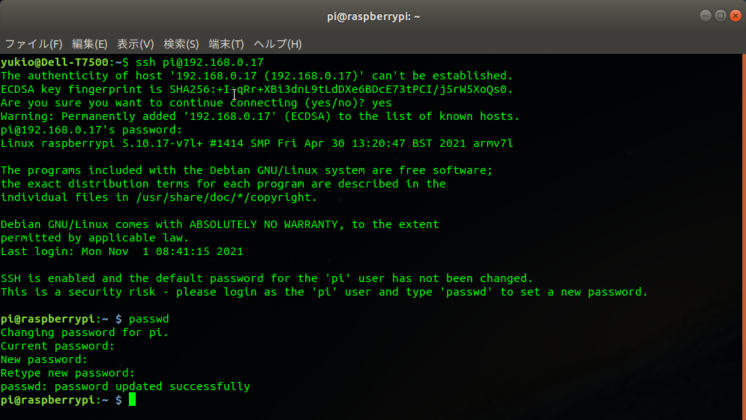 pi@raspberrypi: ~
ファイル(F) 編集(E) 表示(V) 検索(S) 端末(T) ヘルプ(H)
yukio@Dell-T7500:~$ ssh pi@192.168.0.17
The authenticity of host '192.168.0.17 (192.168.0.17)' can't be established.
ECDSA key fingerprint is SHA256:+I+qRr+XBi3dnL9tLdDXe6BDcE73tPCI/j5rW5XoQs0.
Are you sure you want to continue connecting (yes/no)? yes
Warning: Permanently added '192.168.0.17' (ECDSA) to the list of known hosts.
pi@192.168.0.17's password:
Linux raspberrypi 5.10.17-v7l+ #1414 SMP Fri Apr 30 13:20:47 BST 2021 armv7l
The programs included with the Debian GNU/Linux system are free software;
the exact distribution terms for each program are described in the
individual files in /usr/share/doc/*/copyright.
Debian GNU/Linux comes with ABSOLUTELY NO WARRANTY, to the extent
permitted by applicable law.
Last login: Mon Nov  1 08:41:15 2021
SSH is enabled and the default password for the 'pi' user has not been changed.
This is a security risk - please login as the 'pi' user and type 'passwd' to set a new password.
pi@raspberrypi:~ $ passwd
Changing password for pi.
Current password:
New password:
Retype new password:
passwd: password updated successfully
pi@raspberrypi:~ $